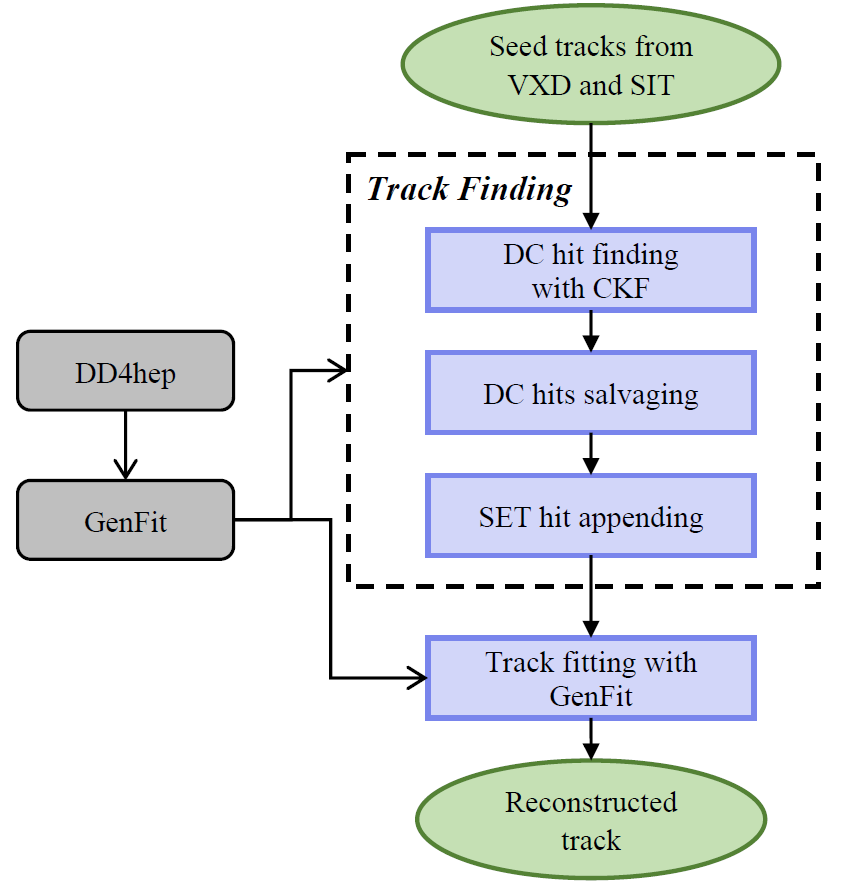 Seed tracks from
VXD and SIT
Track Finding
DC hit finding
with CKF
DD4hep
DC hits salvaging
GenFit
SET hit appending
Track fitting with
GenFit
Reconstructed
track